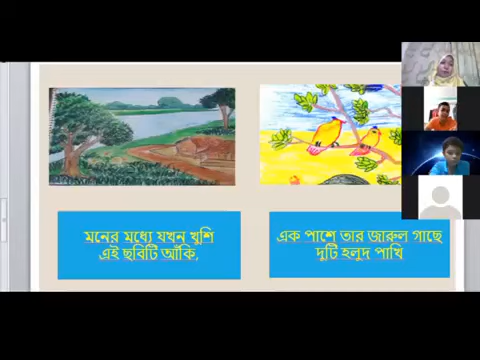 মনের মধ্যে যখন খুশি
এই ছবিটি আঁকি,
এক পাশে তার জারুল গাছে
দুটি হলুদ পাখি